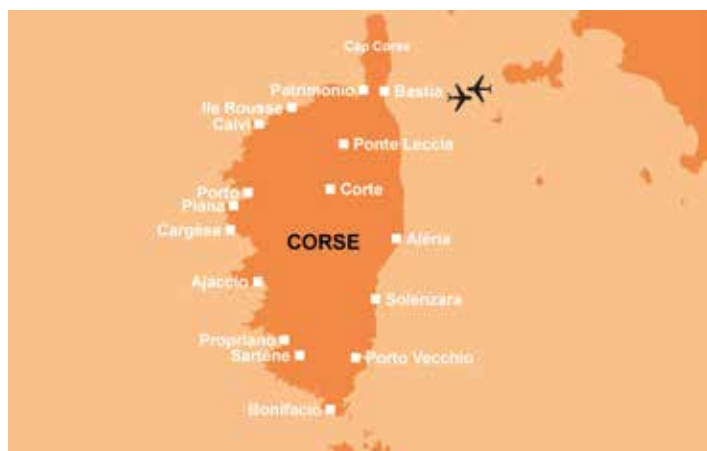 Cap Corse
Patrimonio
Bastia
Ile Rousse
Calvi
Ponte Leccia
Porto
Corte
Piana
Cargèse
CORSE
Aléria
Ajaccio
Solenzara
Propriano
Sartène
Porto Vecchio
Bonifacio